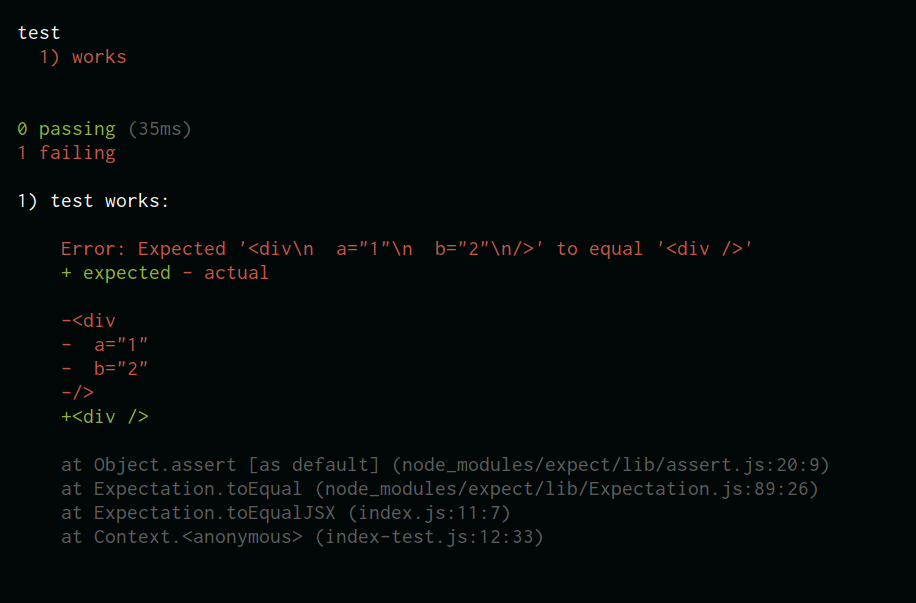 test
1) works
0 passing (35ms)
1 failing
1) test works:
Error: Expected '<div\n  a="1"\n  b="2"\n/>' to equal '<div />'
+ expected - actual
-<div
-  a="1"
-  b="2"
-/>
+<div />
at Object.assert [as default] (node_modules/expect/lib/assert.js:20:9)
at Expectation.toEqual (node_modules/expect/lib/Expectation.js:89:26)
at Expectation.toEqualJSX (index.js:11:7)
at Context.<anonymous> (index-test.js:12:33)